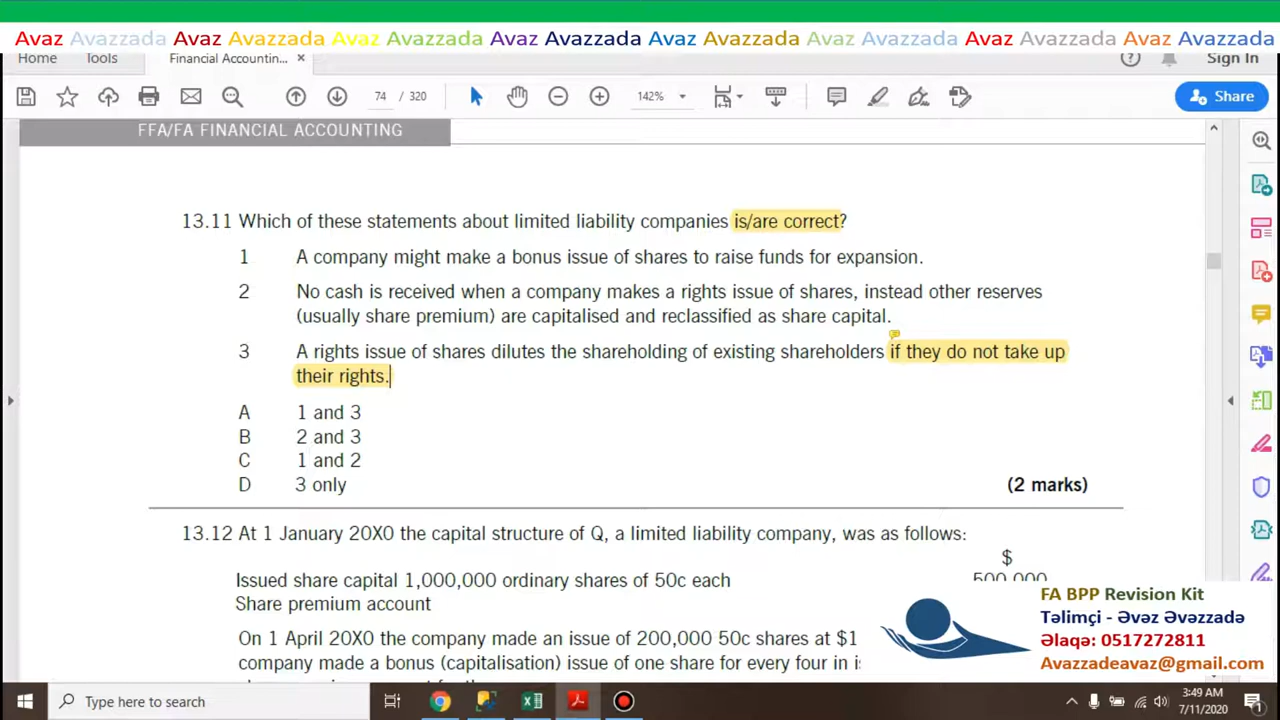 Avaz Avazzada Avaz Avazzada Avaz Avazzada Avaz Avazzada Avaz Avazzada Avaz Avazzada Avaz Avazzada Avaz Avazzada
Home Tools Financial Accountin... × Sign In
74 / 320 142% Share
FFA/FA FINANCIAL ACCOUNTING
13.11 Which of these statements about limited liability companies is/are correct?
1 A company might make a bonus issue of shares to raise funds for expansion.
2 No cash is received when a company makes a rights issue of shares, instead other reserves
(usually share premium) are capitalised and reclassified as share capital.
3 A rights issue of shares dilutes the shareholding of existing shareholders if they do not take up
their rights.
A 1 and 3
B 2 and 3
C 1 and 2
D 3 only (2 marks)
13.12 At 1 January 20X0 the capital structure of Q, a limited liability company, was as follows:
$
Issued share capital 1,000,000 ordinary shares of 50c each 500,000
Share premium account
On 1 April 20X0 the company made an issue of 200,000 50c shares at $1
company made a bonus (capitalisation) issue of one share for every four in is
FA BPP Revision Kit
Təlimçi - Əvəz Əvəzzadə
Əlaqə: 0517272811
Avazzadeavaz@gmail.com
Type here to search
3:49 AM
7/11/2020